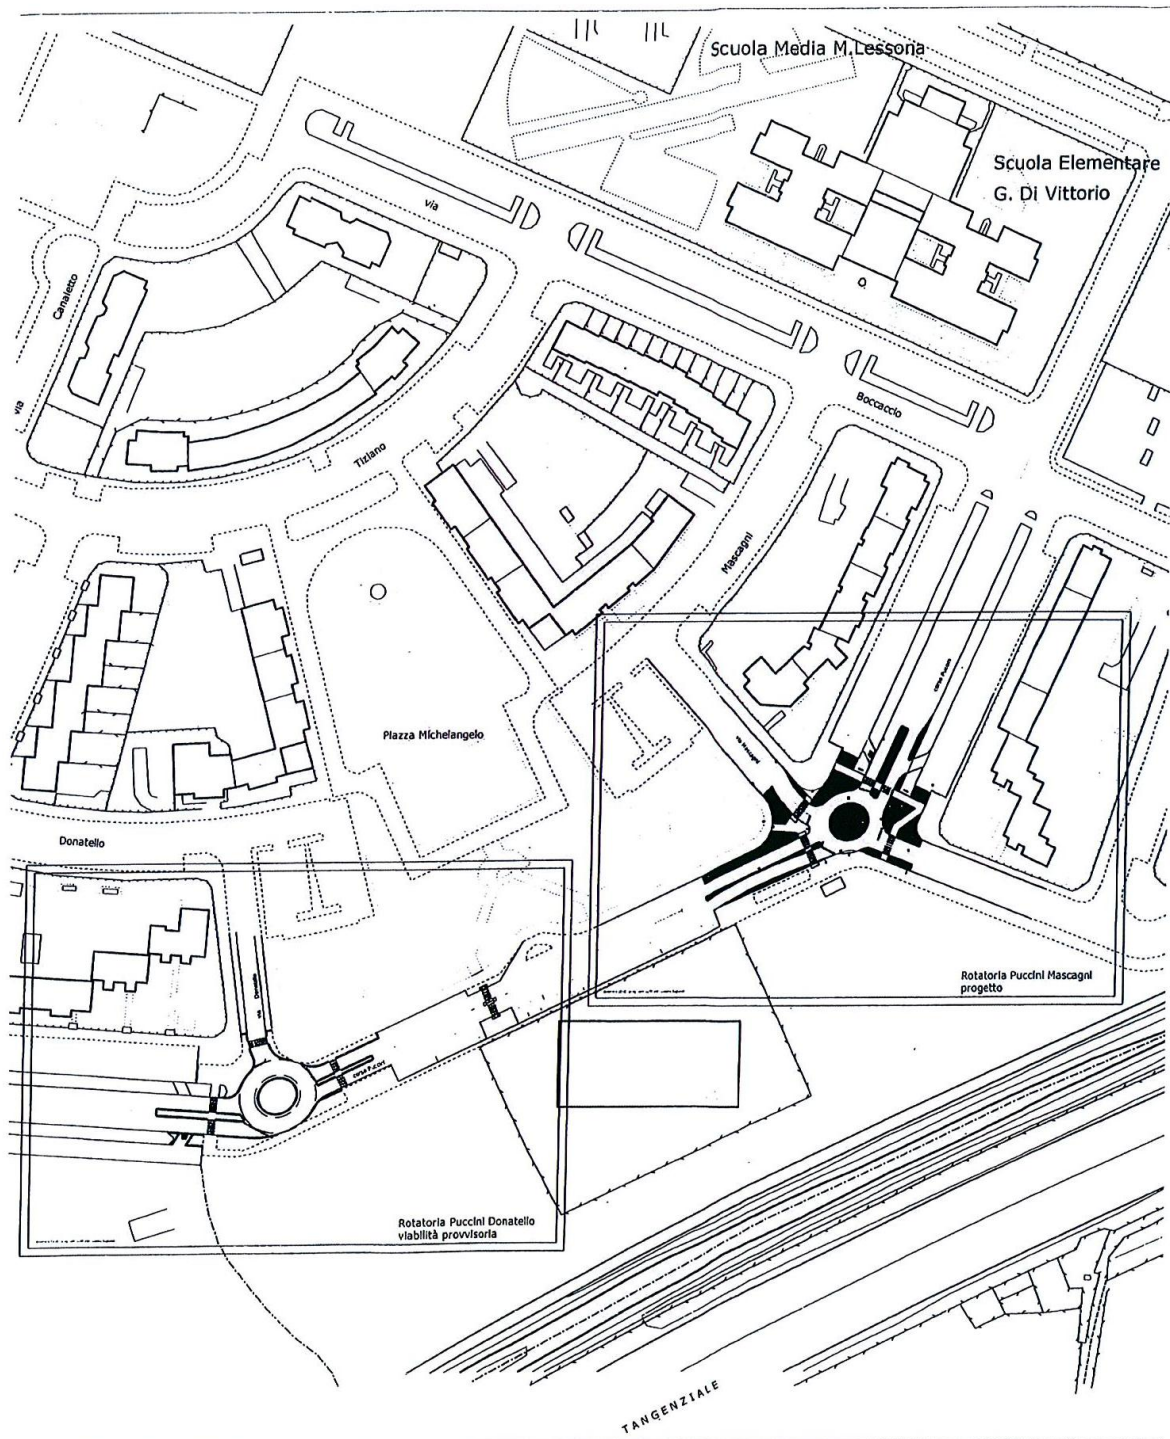 Scuola Media M.Lessona
Scuola Elementare
G. Di Vittorio
via
Canaletto
via
Boccaccio
Tiziano
Mascagni
corso Puccini
Piazza Michelangelo
via Mascagni
Donatello
Rotatoria Puccini Mascagni
progetto
via Donatello
corso Puccini
Rotatoria Puccini Donatello
viabilità provvisoria
TANGENZIALE